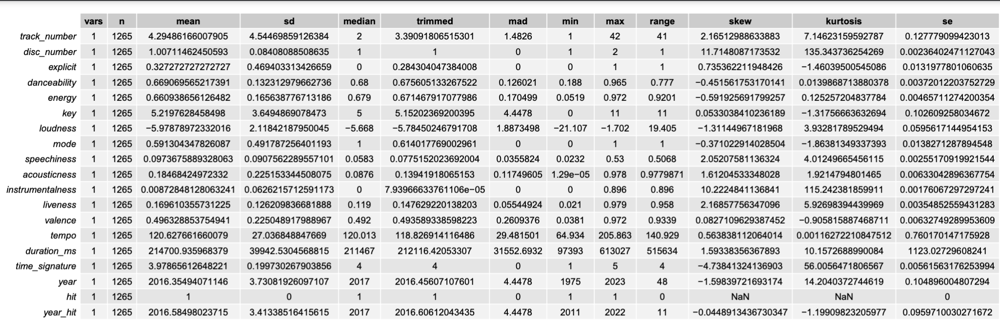 vars n mean sd median trimmed mad min max range skew kurtosis se
track_number 1 1265 4.29486166007905 4.54469859126384 2 3.39091806515301 1.4826 1 42 41 2.16512988633883 7.14623159592787 0.127779099423013
disc_number 1 1265 1.00711462450593 0.08408088508635 1 1 0 1 2 1 11.7148087173532 135.343736254269 0.00236402471127043
explicit 1 1265 0.327272727272727 0.469403313426659 0 0.284304047384008 0 0 1 1 0.735362211948426 −1.46039500545086 0.0131977801060635
danceability 1 1265 0.669069565217391 0.132312979662736 0.68 0.675605133267522 0.126021 0.188 0.965 0.777 −0.451561753170141 0.0139868713880378 0.003720122037527​29
energy 1 1265 0.660938656126482 0.165638776713186 0.679 0.671467917077986 0.170499 0.0519 0.972 0.9201 −0.591925691799257 0.125257204837784 0.00465711274200354
key 1 1265 5.2197628458498 3.6494869078473 5 5.15202369200395 4.4478 0 11 11 0.0533038410236189 −1.31756663632694 0.102609258034672
loudness 1 1265 −5.97878972332016 2.11842187950045 −5.668 −5.78450246791708 1.8873498 −21.107 −1.702 19.405 −1.31144967181968 3.93281789529494 0.0595617144954153
mode 1 1265 0.591304347826087 0.491787256401193 1 0.614017769002961 0 0 1 1 −0.371022914028504 −1.86381349337393 0.0138271287894548
speechiness 1 1265 0.0973675889328063 0.0907562289557101 0.0583 0.0775152023692004 0.0355824 0.0232 0.53 0.5068 2.05207581136324 4.01249665456115 0.00255170919921544
acousticness 1 1265 0.18468424972332 0.225153344508075 0.0876 0.13941918065153 0.11749605 1.29e−05 0.978 0.9779871 1.61204533348028 1.9214794801465 0.00633042896367754
instrumentalness 1 1265 0.00872848128063241 0.0626215712591173 0 7.93966633761106e−05 0 0 0.896 0.896 10.2224841136841 115.242381859911 0.00176067297297241
liveness 1 1265 0.169610355731225 0.126209836681888 0.119 0.147629220138203 0.05544924 0.021 0.979 0.958 2.16857756347096 5.92698394439969 0.00354852559431283
valence 1 1265 0.496328853754941 0.225048917988967 0.492 0.493589338598223 0.2609376 0.0381 0.972 0.9339 0.0827109629387452 −0.905815887468711 0.00632749289953609
tempo 1 1265 120.627661660079 27.036848847669 120.013 118.826914116486 29.481501 64.934 205.863 140.929 0.563838112064014 0.00116272210847512 0.760170147175928
duration_ms 1 1265 214700.935968379 39942.5304568815 211467 212116.42053307 31552.6932 97393 613027 515634 1.59338356367893 10.1572688990084 1123.02729608241
time_signature 1 1265 3.97865612648221 0.199730267903856 4 4 0 1 5 4 −4.73841324136903 56.0056471806567 0.00561563176253994
year 1 1265 2016.35494071146 3.73081926097107 2017 2016.45607107601 4.4478 1975 2023 48 −1.59839721693174 14.2040372744619 0.104896004807294
hit 1 1265 1 0 1 1 0 1 1 0 NaN NaN 0
year_hit 1 1265 2016.58498023715 3.41338516415615 2017 2016.60612043435 4.4478 2011 2022 11 −0.0448913436730347 −1.19909823205977 0.0959710030271672